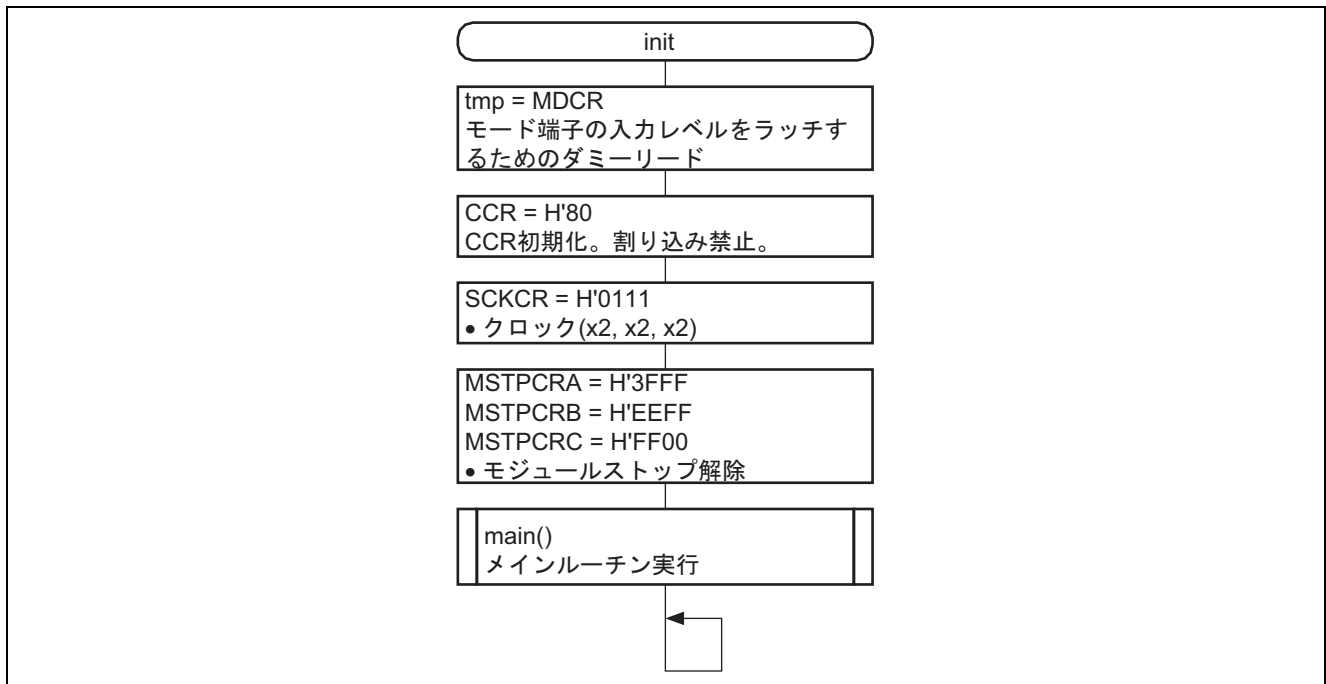 init
tmp = MDCR
モード端子の入力レベルをラッチす
るためのダミーリード
CCR = H'80
CCR初期化。割り込み禁止。
SCKCR = H'0111
• クロック(x2, x2, x2)
MSTPCRA = H'3FFF
MSTPCRB = H'EEFF
MSTPCRC = H'FF00
• モジュールストップ解除
main()
メインルーチン実行